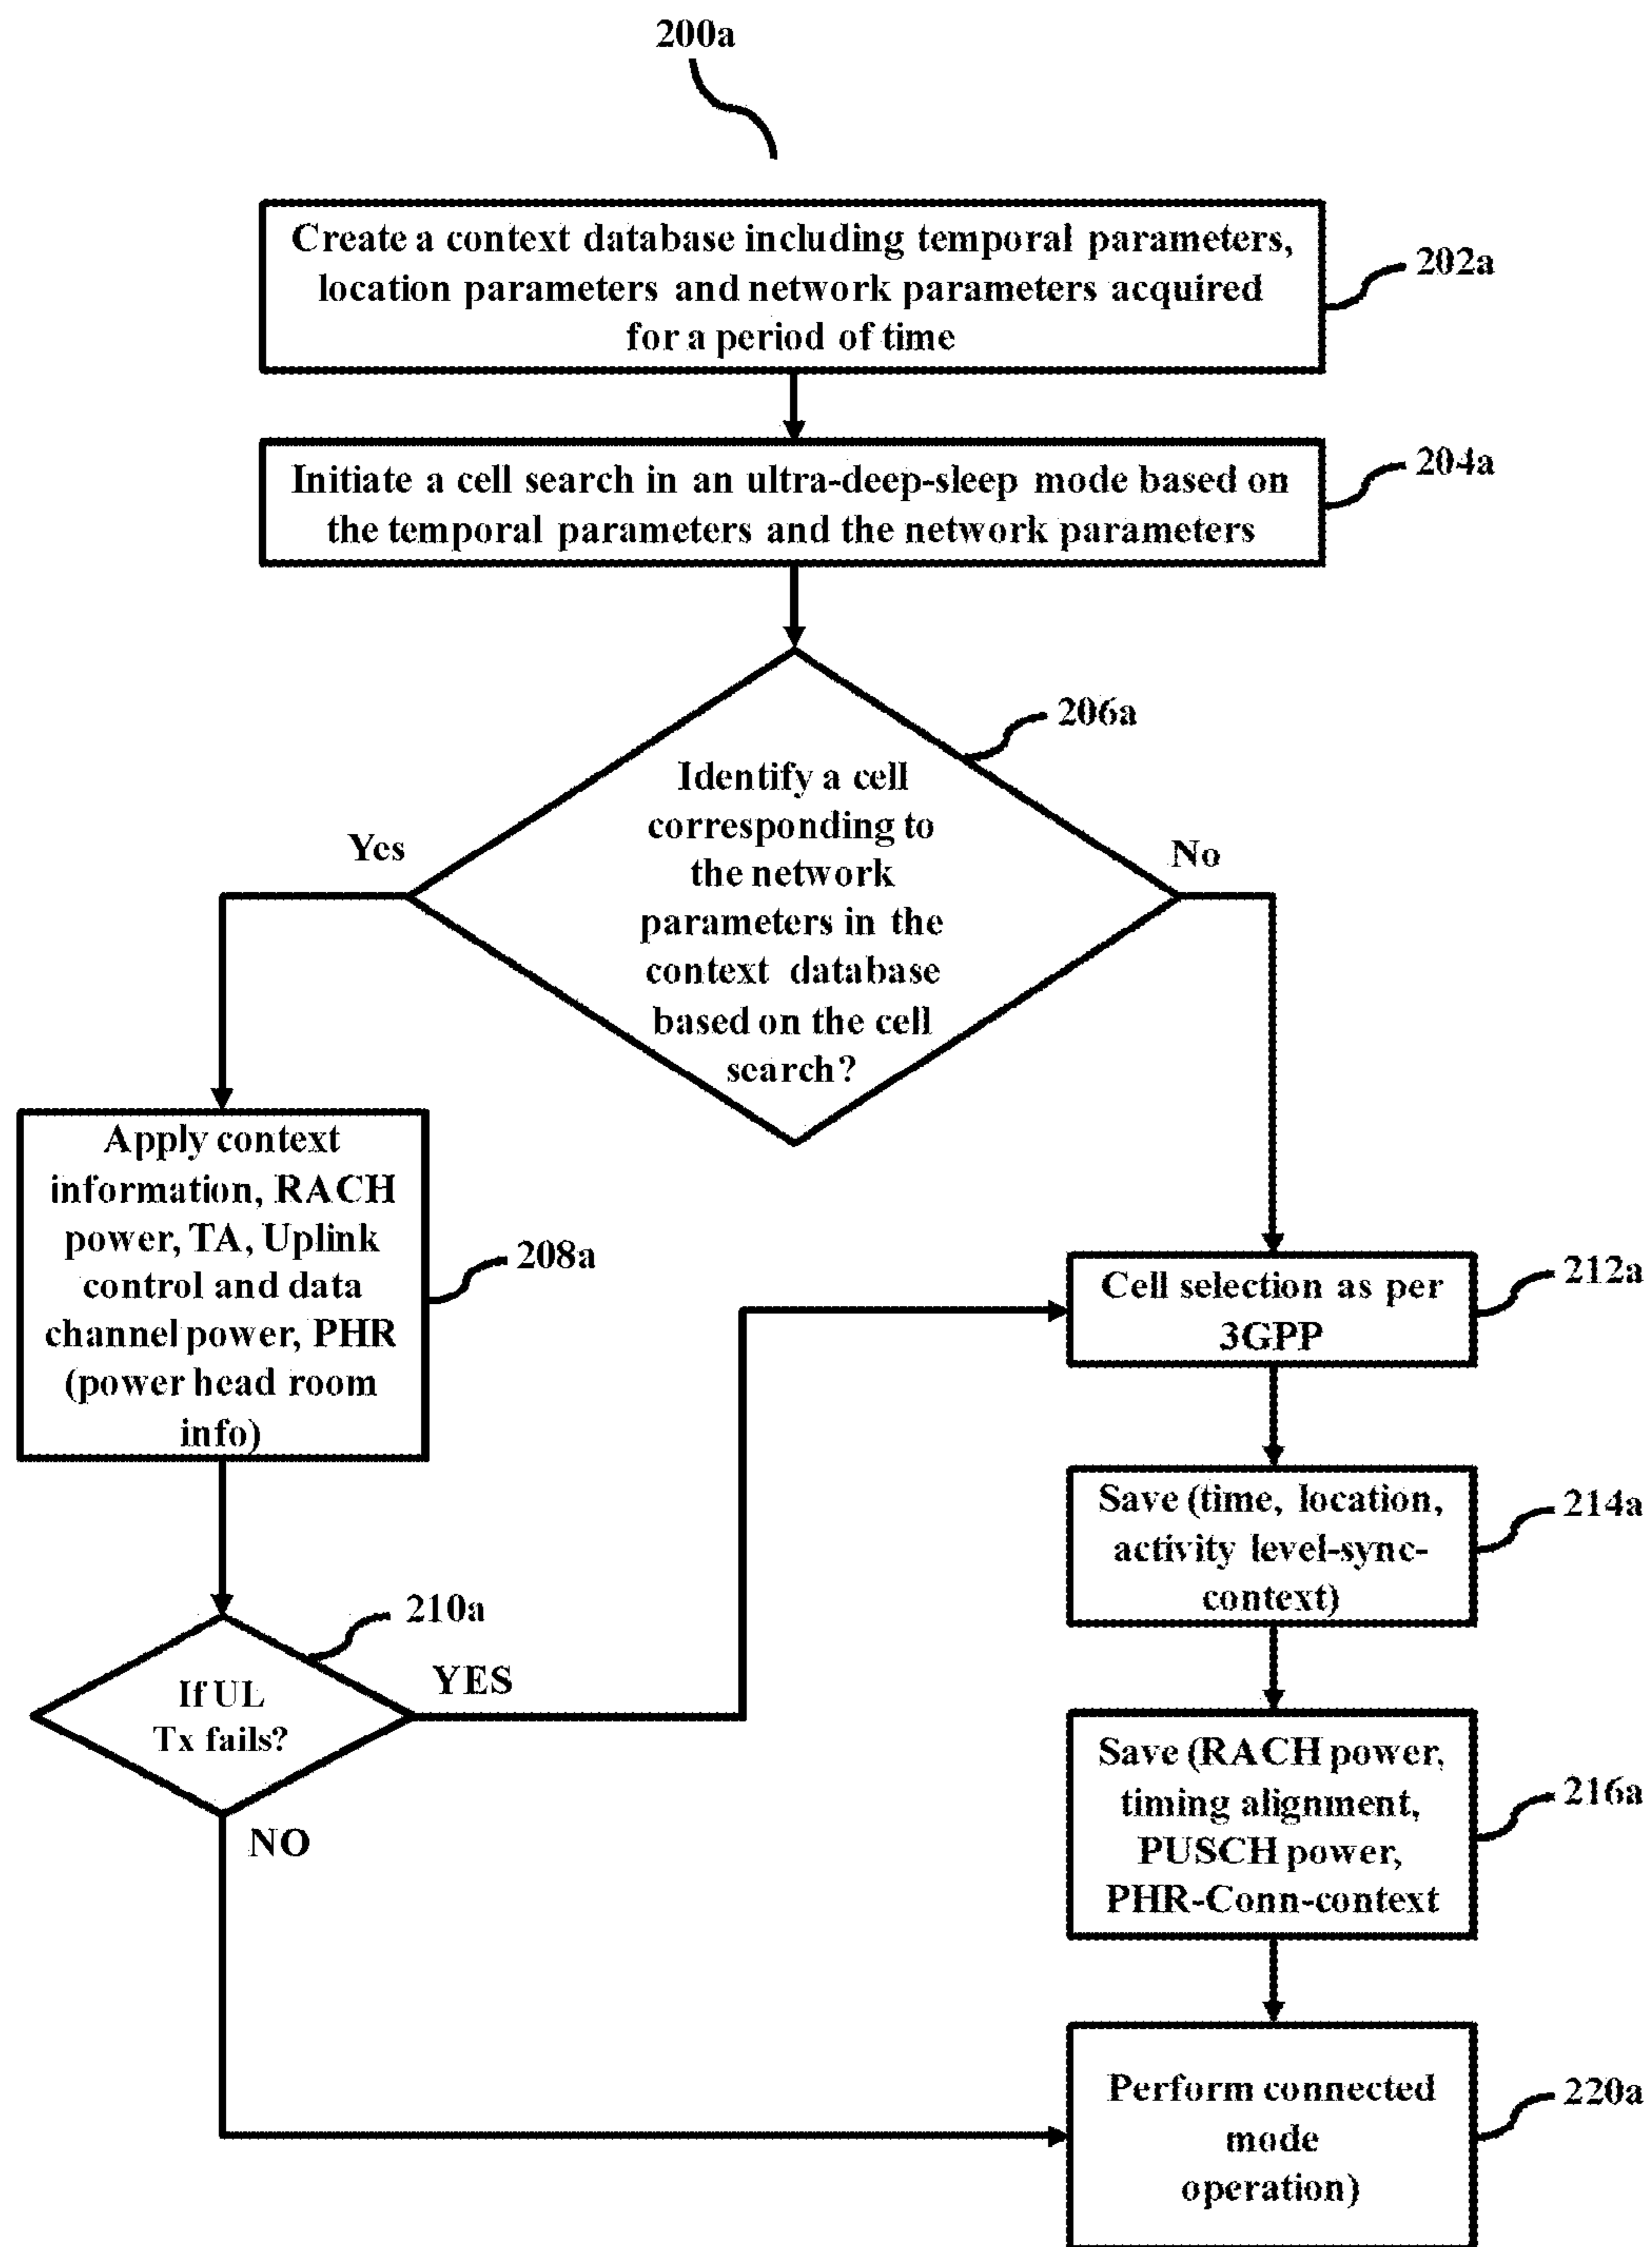 200a
Create a context database including temporal parameters,
location parameters and network parameters acquired
for a period of time
202a
Initiate a cell search in an ultra-deep-sleep mode based on
the temporal parameters and the network parameters
204a
206a
Identify a cell
corresponding to
the network
parameters in the
context database
based on the cell
search?
Yes
No
Apply context
information, RACH
power, TA, Uplink
control and data
channel power, PHR
(power head room
info)
208a
Cell selection as per
3GPP
212a
Save (time, location,
activity level-sync-
context)
214a
210a
If UL
Tx fails?
YES
NO
Save (RACH power,
timing alignment,
PUSCH power,
PHR-Conn-context
216a
Perform connected
mode
operation)
220a